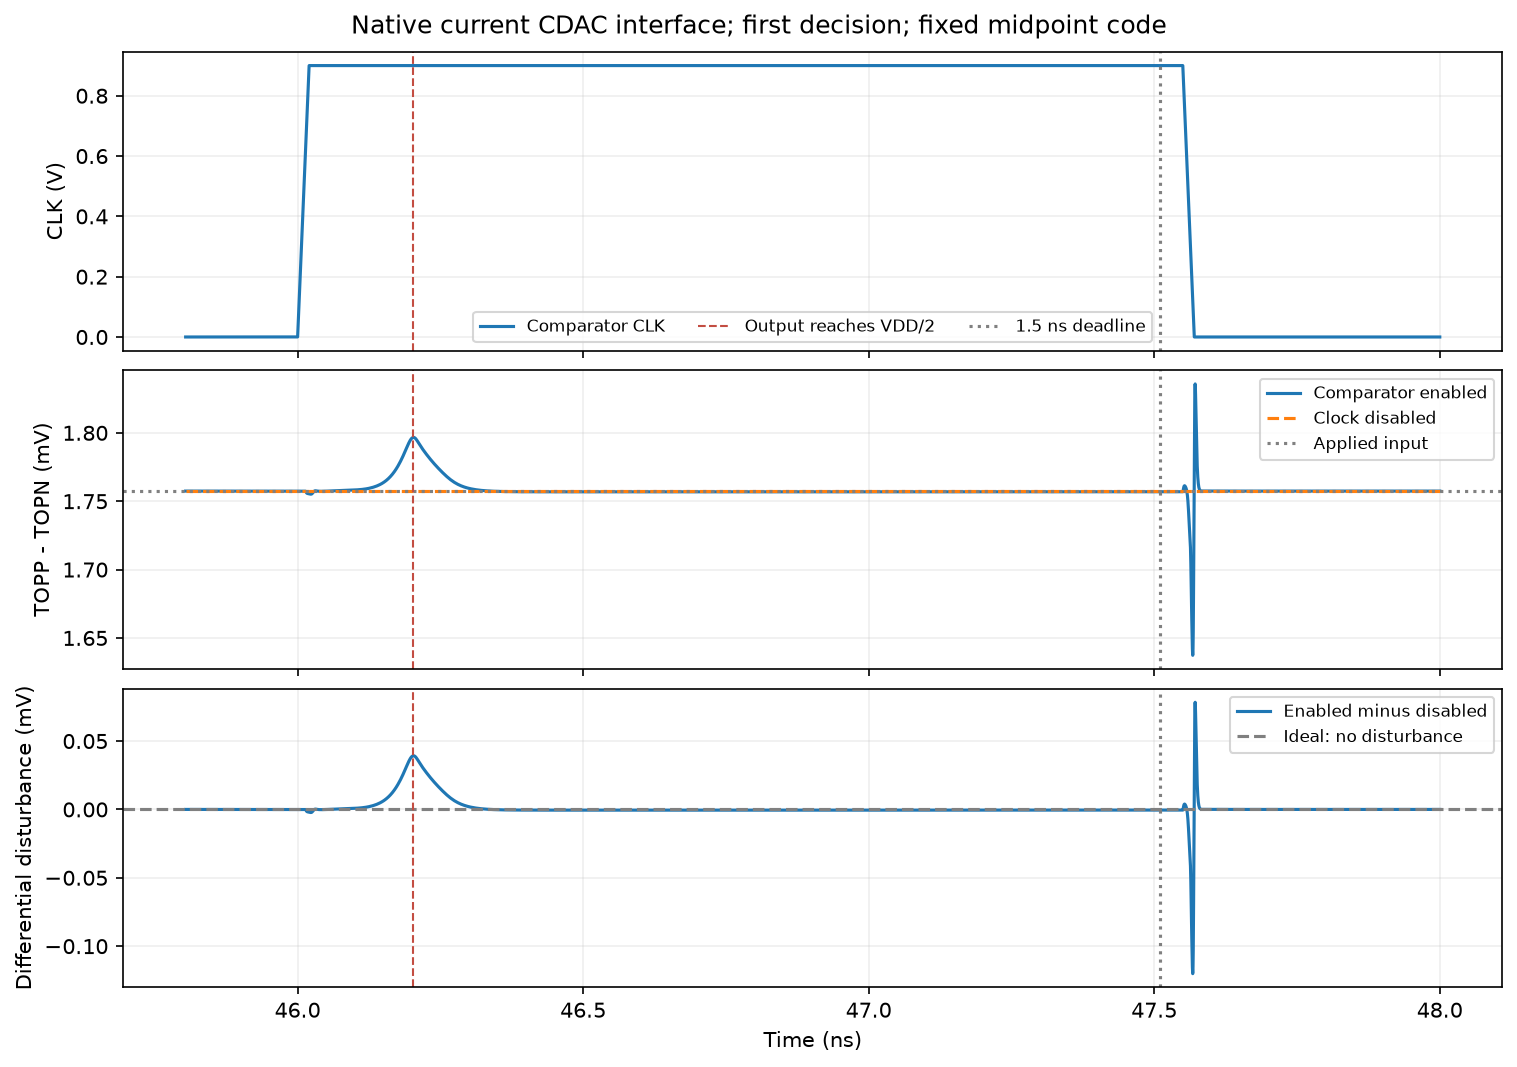 Native current CDAC interface; first decision; fixed midpoint code
CLK (V)
0.8
0.6
0.4
0.2
0.0
Comparator CLK
Output reaches VDD/2
1.5 ns deadline
TOPP - TOPN (mV)
1.80
1.75
1.70
1.65
Comparator enabled
Clock disabled
Applied input
Differential disturbance (mV)
0.05
0.00
−0.05
−0.10
Enabled minus disabled
Ideal: no disturbance
46.0
46.5
47.0
47.5
48.0
Time (ns)